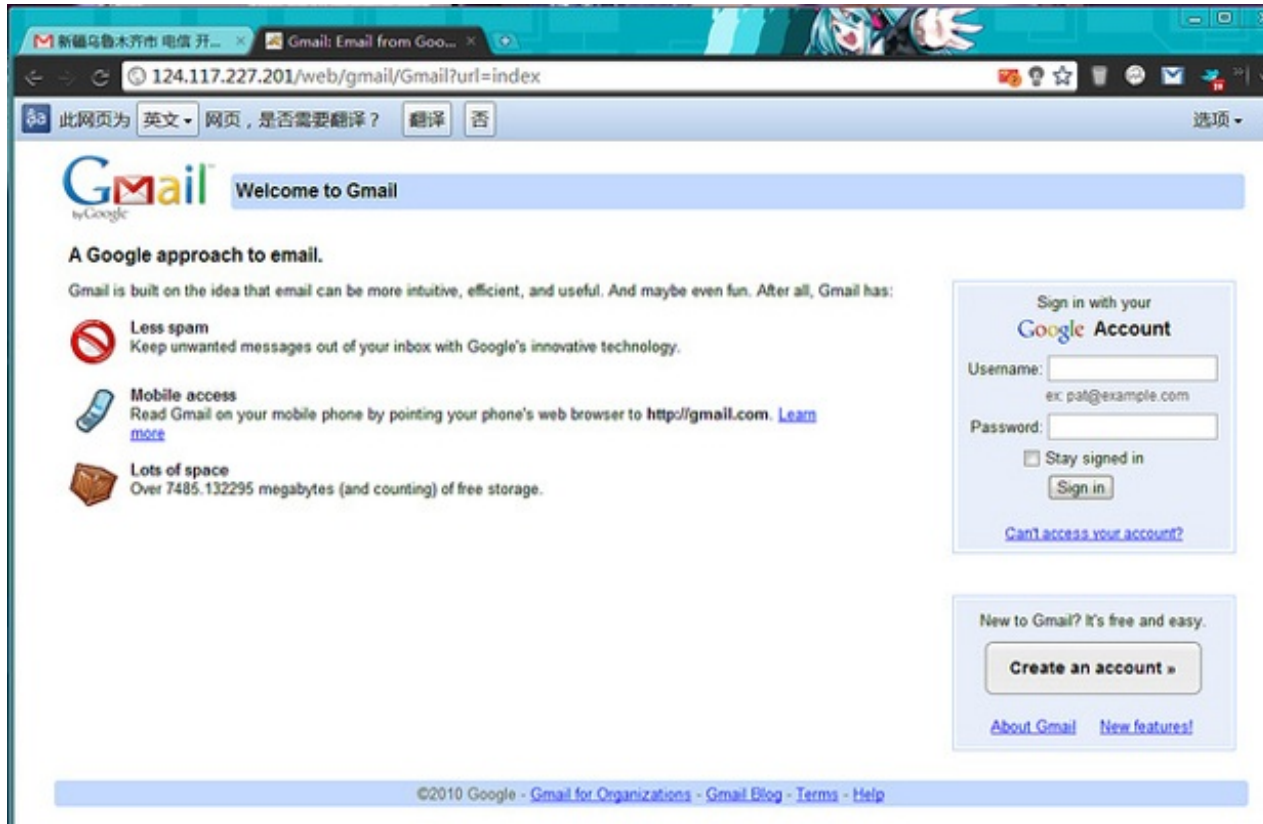 新疆乌鲁木齐市 电信 开...
Gmail: Email from Goo...
124.117.227.201/web/gmail/Gmail?url=index
此网页为 英文 网页，是否需要翻译？ 翻译 否 选项
Gmail
by Google
Welcome to Gmail
A Google approach to email.
Gmail is built on the idea that email can be more intuitive, efficient, and useful. And maybe even fun. After all, Gmail has:
Less spam
Keep unwanted messages out of your inbox with Google's innovative technology.
Mobile access
Read Gmail on your mobile phone by pointing your phone's web browser to http://gmail.com. Learn
more
Lots of space
Over 7485.132295 megabytes (and counting) of free storage.
Sign in with your
Google Account
Username:
ex: pat@example.com
Password:
Stay signed in
Sign in
Can't access your account?
New to Gmail? It's free and easy.
Create an account »
About Gmail New features!
©2010 Google - Gmail for Organizations - Gmail Blog - Terms - Help